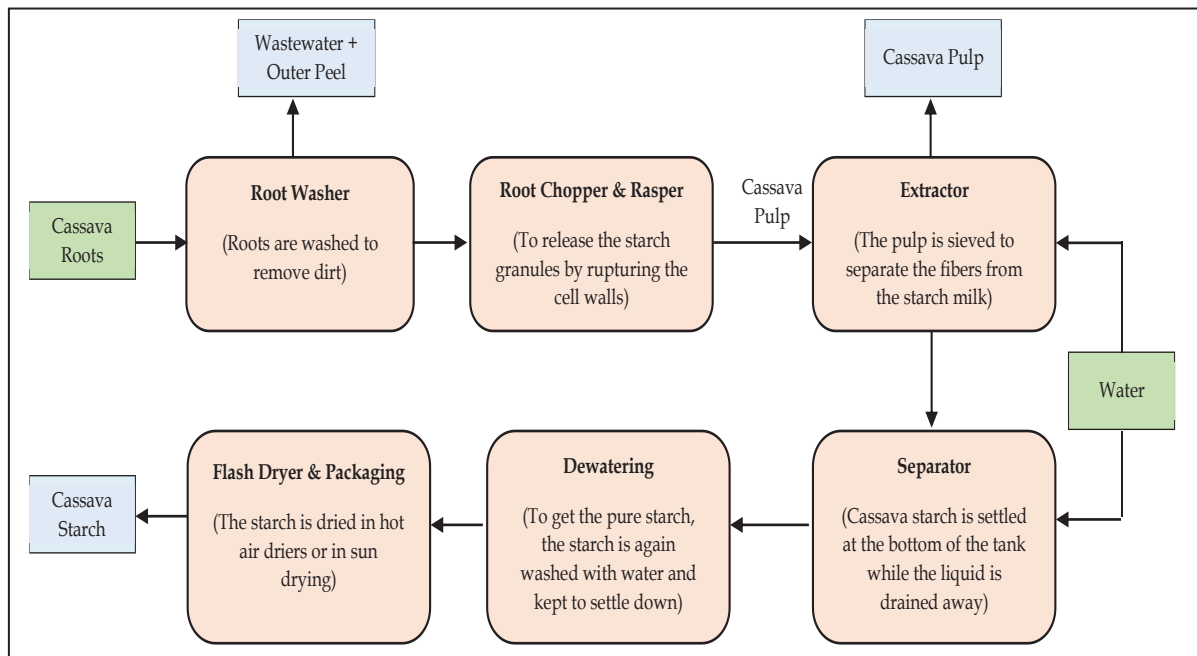 Wastewater +
Outer Peel
Cassava Pulp
Cassava
Roots
Root Washer
(Roots are washed to
remove dirt)
Root Chopper & Rasper
(To release the starch
granules by rupturing the
cell walls)
Cassava
Pulp
Extractor
(The pulp is sieved to
separate the fibers from
the starch milk)
Water
Cassava
Starch
Flash Dryer & Packaging
(The starch is dried in hot
air driers or in sun
drying)
Dewatering
(To get the pure starch,
the starch is again
washed with water and
kept to settle down)
Separator
(Cassava starch is settled
at the bottom of the tank
while the liquid is
drained away)